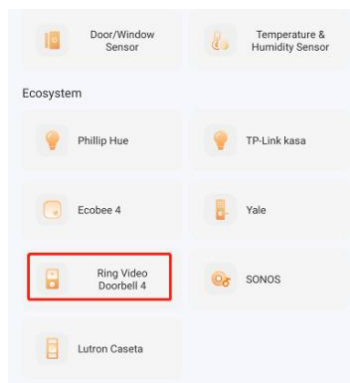 Door/Window
Sensor
Temperature &
Humidity Sensor
Ecosystem
Phillip Hue
TP-Link kasa
Ecobee 4
Yale
Ring Video
Doorbell 4
SONOS
Lutron Caseta